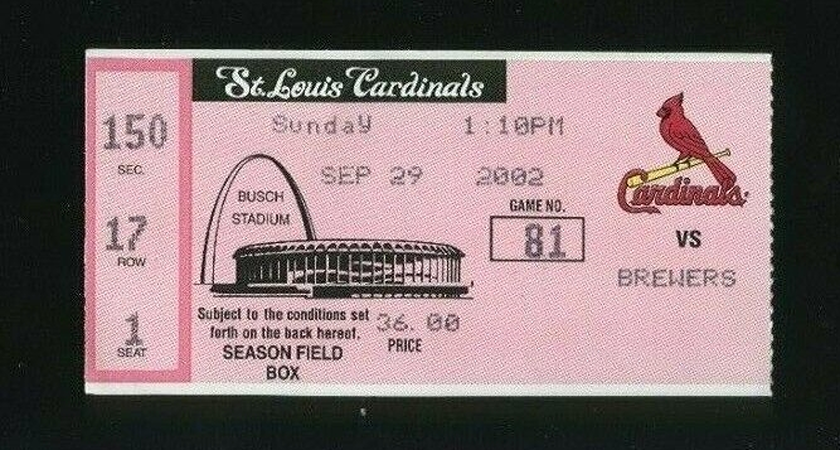 St. Louis Cardinals
150
SEC.
17
ROW
1
SEAT
Sunday 1:10PM
SEP 29 2002
BUSCH
STADIUM
GAME NO.
81
Subject to the conditions set
forth on the back hereof.
SEASON FIELD
BOX
36.00
PRICE
Cardinals
VS
BREWERS